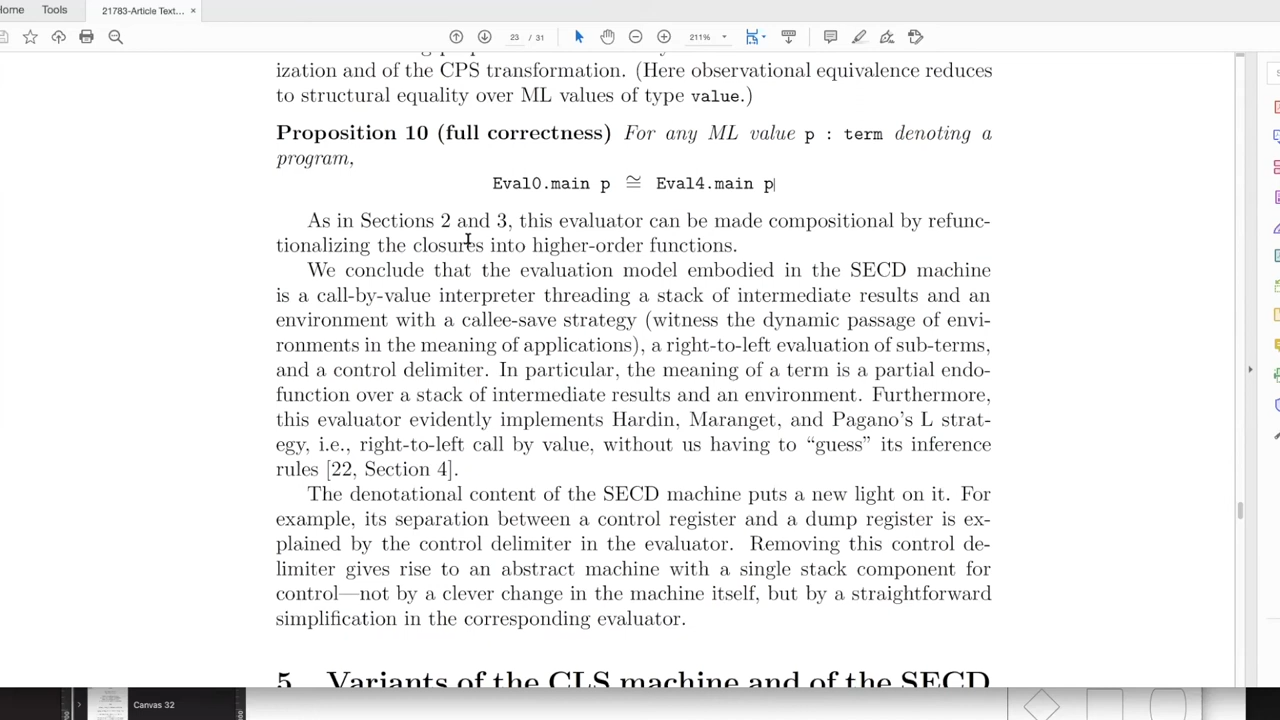 Home Tools 21783-Article Text... ×
23 / 31 211%
ization and of the CPS transformation. (Here observational equivalence reduces
to structural equality over ML values of type value.)
Proposition 10 (full correctness) For any ML value p : term denoting a
program,
Eval0.main p ≅ Eval4.main p
As in Sections 2 and 3, this evaluator can be made compositional by refunc-
tionalizing the closures into higher-order functions.
We conclude that the evaluation model embodied in the SECD machine
is a call-by-value interpreter threading a stack of intermediate results and an
environment with a callee-save strategy (witness the dynamic passage of envi-
ronments in the meaning of applications), a right-to-left evaluation of sub-terms,
and a control delimiter. In particular, the meaning of a term is a partial endo-
function over a stack of intermediate results and an environment. Furthermore,
this evaluator evidently implements Hardin, Maranget, and Pagano's L strat-
egy, i.e., right-to-left call by value, without us having to “guess” its inference
rules [22, Section 4].
The denotational content of the SECD machine puts a new light on it. For
example, its separation between a control register and a dump register is ex-
plained by the control delimiter in the evaluator. Removing this control de-
limiter gives rise to an abstract machine with a single stack component for
control—not by a clever change in the machine itself, but by a straightforward
simplification in the corresponding evaluator.
5 Variants of the CLS machine and of the SECD
Canvas 32